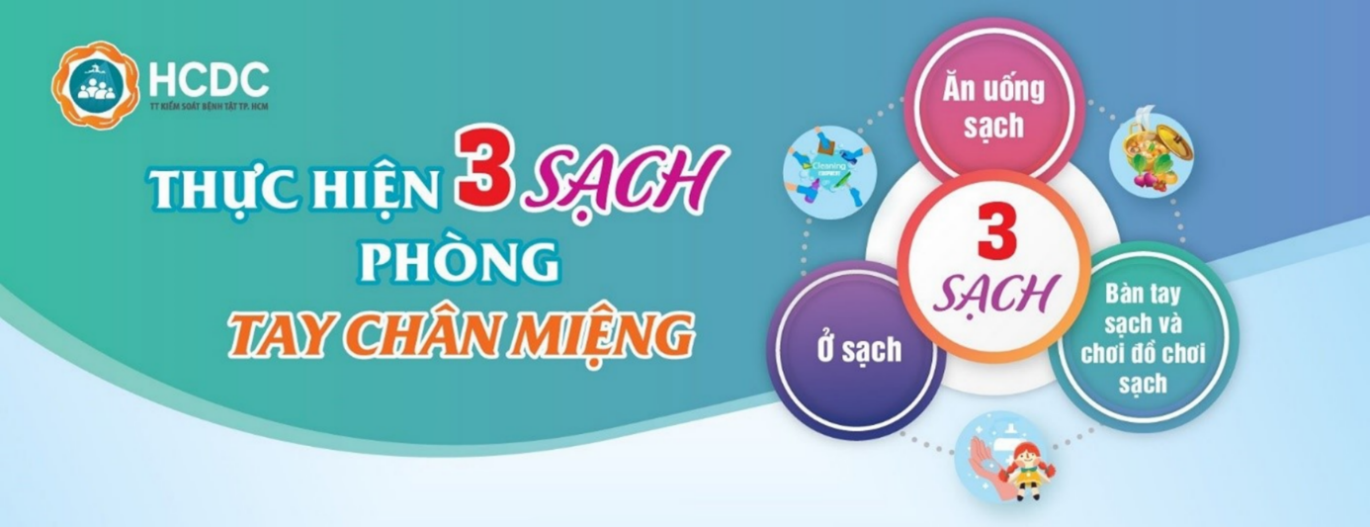 HCDC
TT KIỂM SOÁT BỆNH TẬT TP. HCM
THỰC HIỆN 3 SẠCH
PHÒNG
TAY CHÂN MIỆNG
Ăn uống
sạch
Cleaning
3
SẠCH
Ở sạch
Bàn tay
sạch và
chơi đồ chơi
sạch